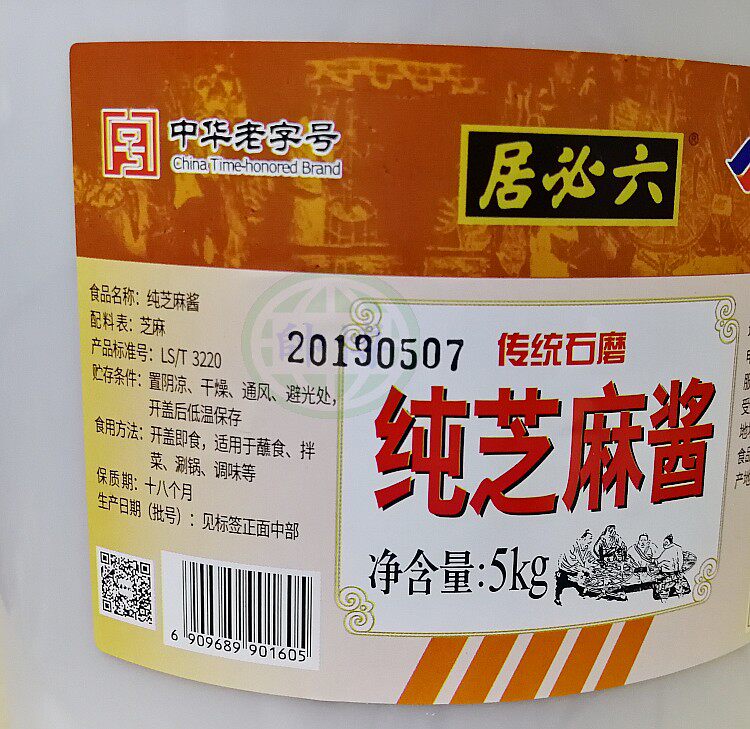 中华老字号
China Time-honored Brand
居必六
®
食品名称：纯芝麻酱
配料表：芝麻
产品标准号：LS/T 3220
贮存条件：置阴凉、干燥、通风、避光处，
开盖后低温保存
食用方法：开盖即食，适用于蘸食、拌
菜、涮锅、调味等
保质期：十八个月
生产日期（批号）：见标签正面中部
20190507
传统石磨
纯芝麻酱
净含量:5kg
6 909689 901605